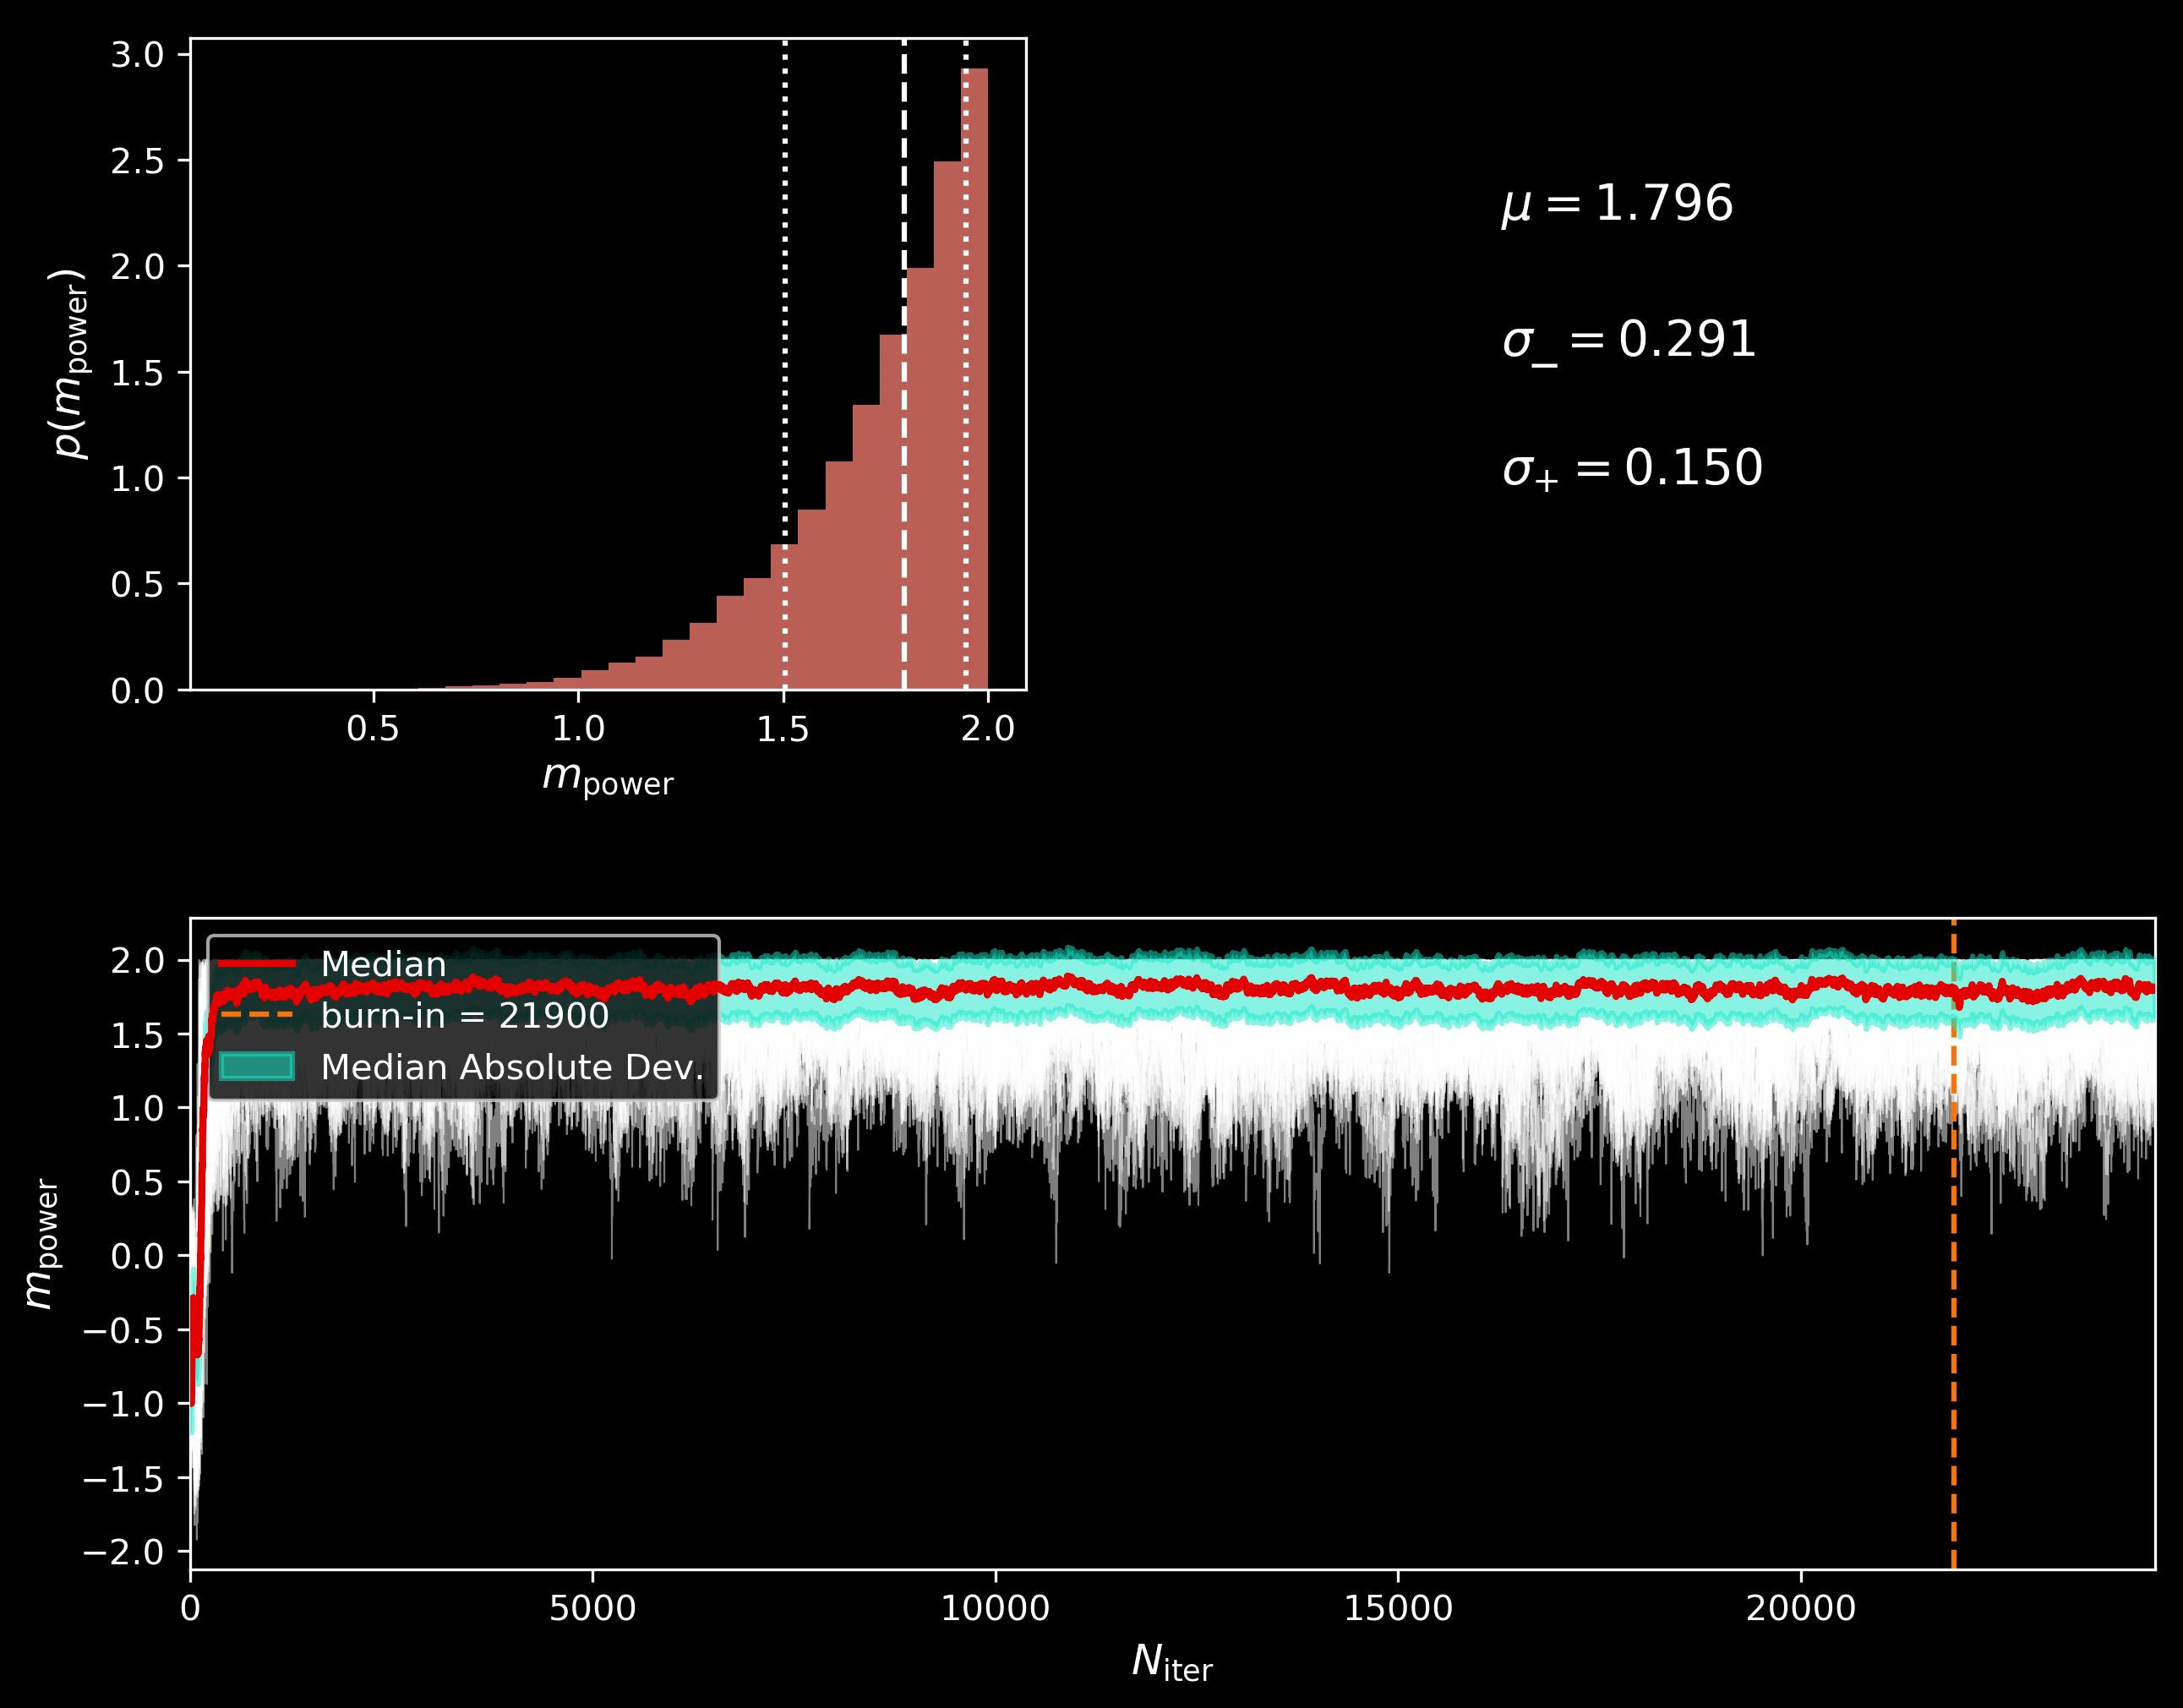 3.0
2.5
2.0
1.5
1.0
0.5
0.0
p(m_power)
0.5 1.0 1.5 2.0
m_power
μ = 1.796
σ_− = 0.291
σ_+ = 0.150
2.0
1.5
1.0
0.5
0.0
−0.5
−1.0
−1.5
−2.0
m_power
Median
burn-in = 21900
Median Absolute Dev.
0 5000 10000 15000 20000
N_iter